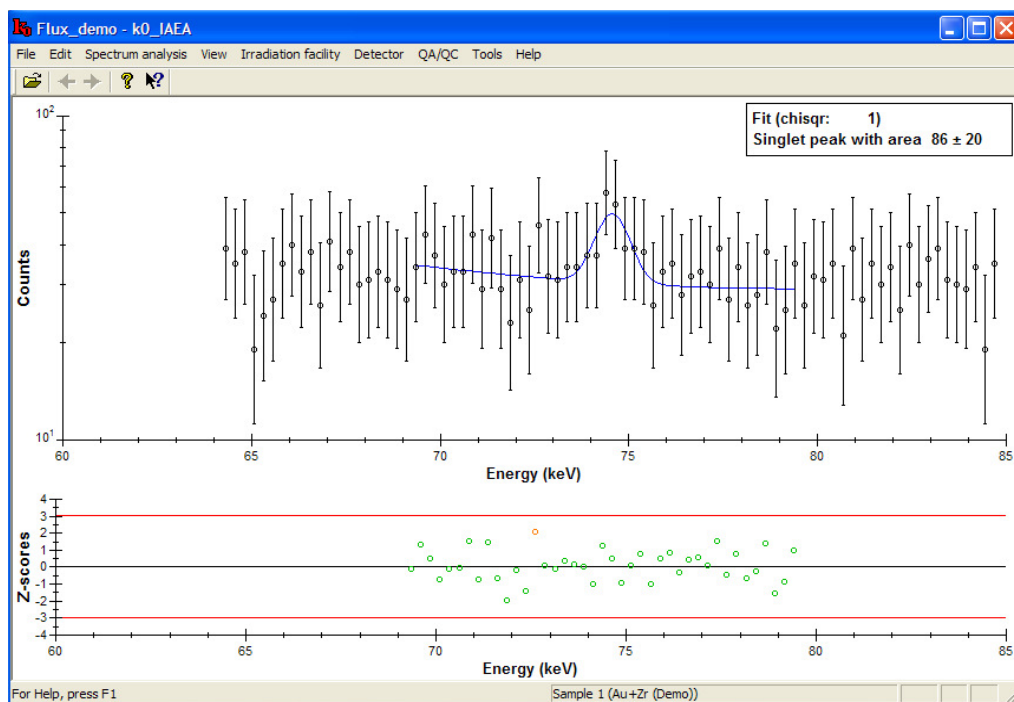 Flux_demo - k0_IAEA
File Edit Spectrum analysis View Irradiation facility Detector QA/QC Tools Help
10²
Fit (chisqr: 1)
Singlet peak with area 86 ± 20
Counts
10¹
60 65 70 75 80 85
Energy (keV)
4
3
2
1
0
-1
-2
-3
-4
Z-scores
60 65 70 75 80 85
Energy (keV)
For Help, press F1 Sample 1 (Au+Zr (Demo))